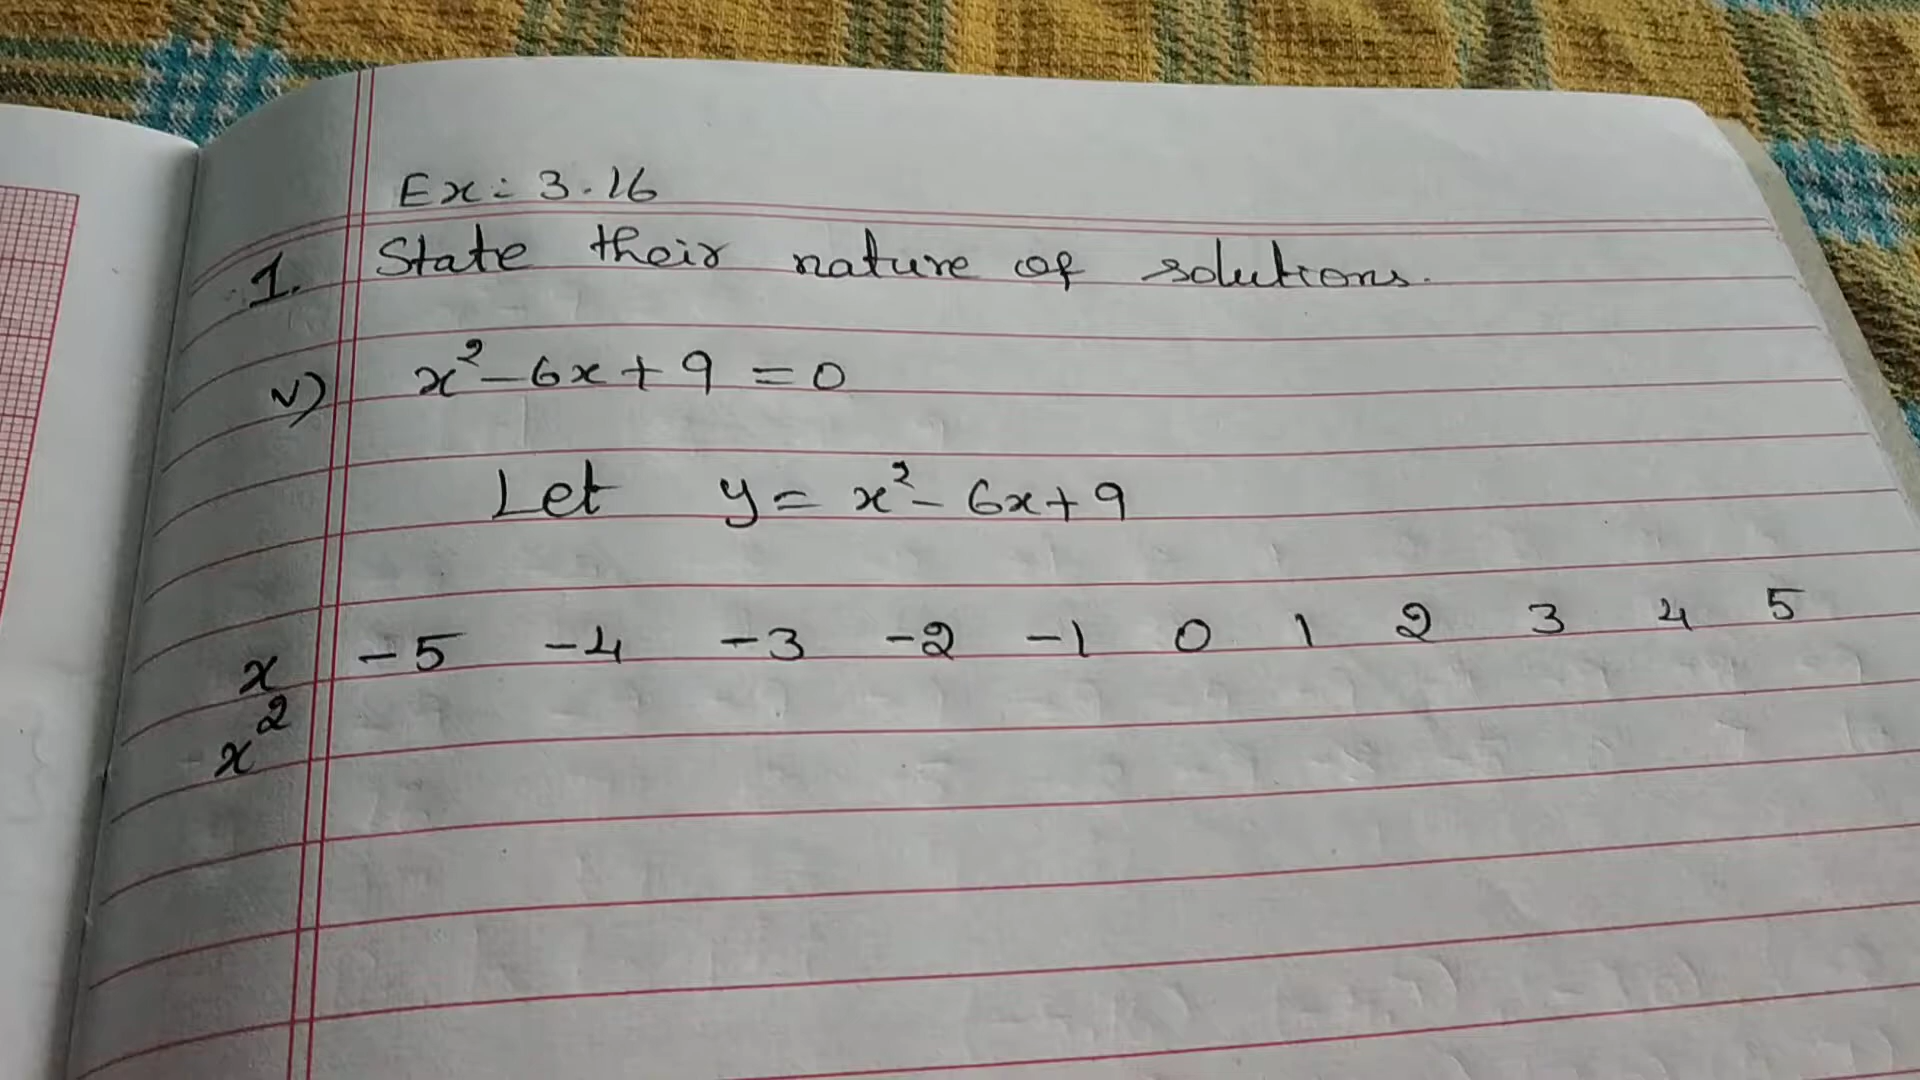 Ex: 3.16
1. State their nature of solutions.
v) x² - 6x + 9 = 0
Let y = x² - 6x + 9
x -5 -4 -3 -2 -1 0 1 2 3 4 5
x²